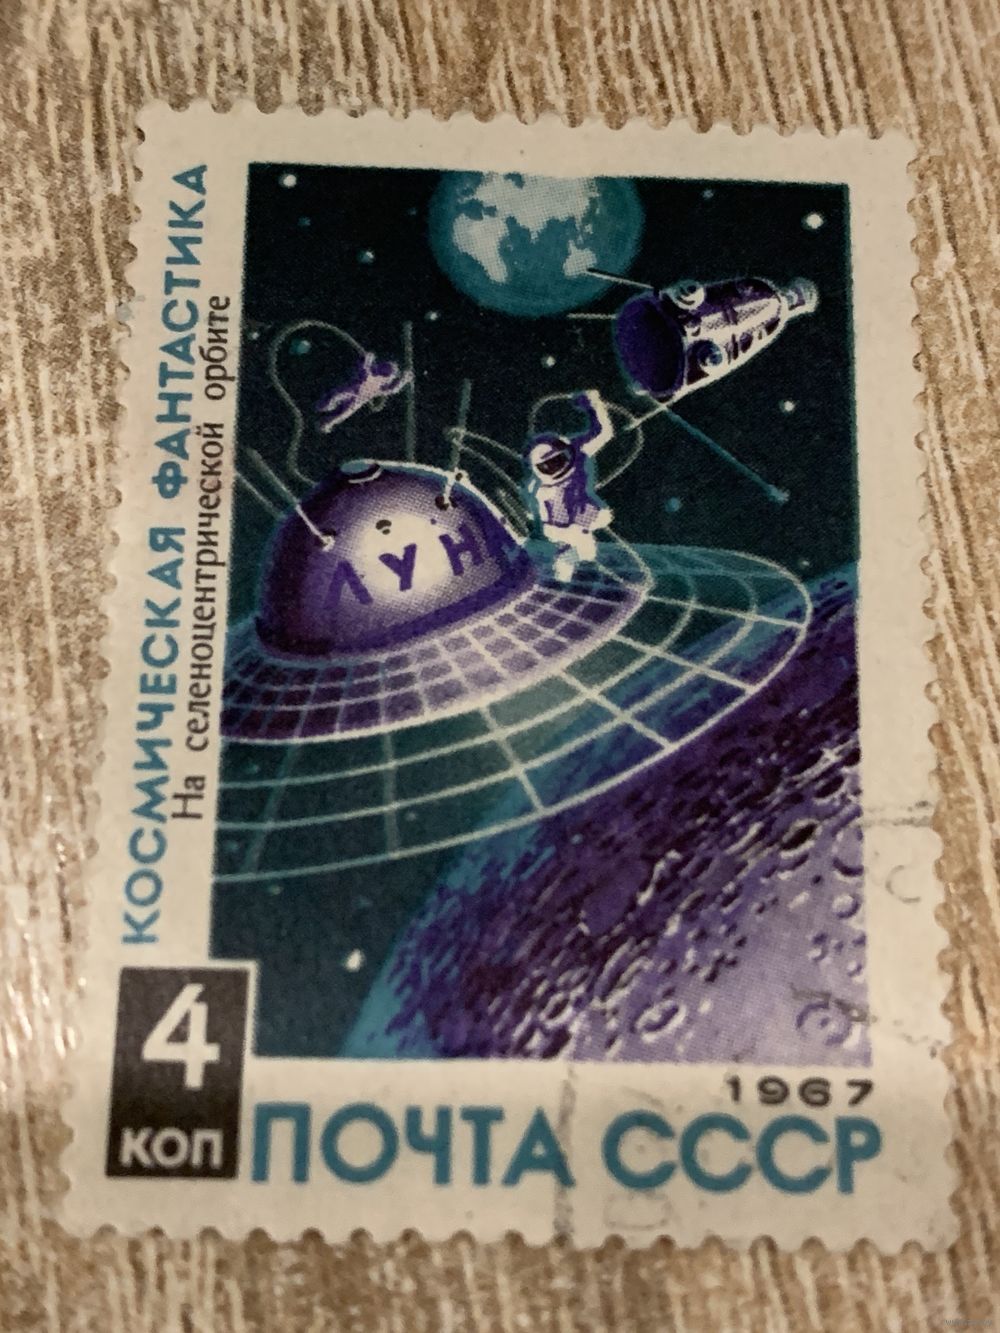 КОСМИЧЕСКАЯ ФАНТАСТИКА
На селеноцентрической орбите
ЛУН
4
КОП
1967
ПОЧТА СССР